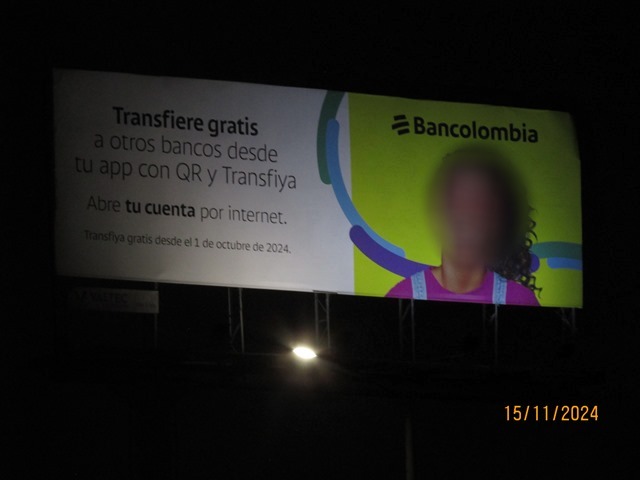 Transfiere gratis
a otros bancos desde
tu app con QR y Transfiya
Abre tu cuenta por internet.
Transfiya gratis desde el 1 de octubre de 2024.
Bancolombia
15/11/2024